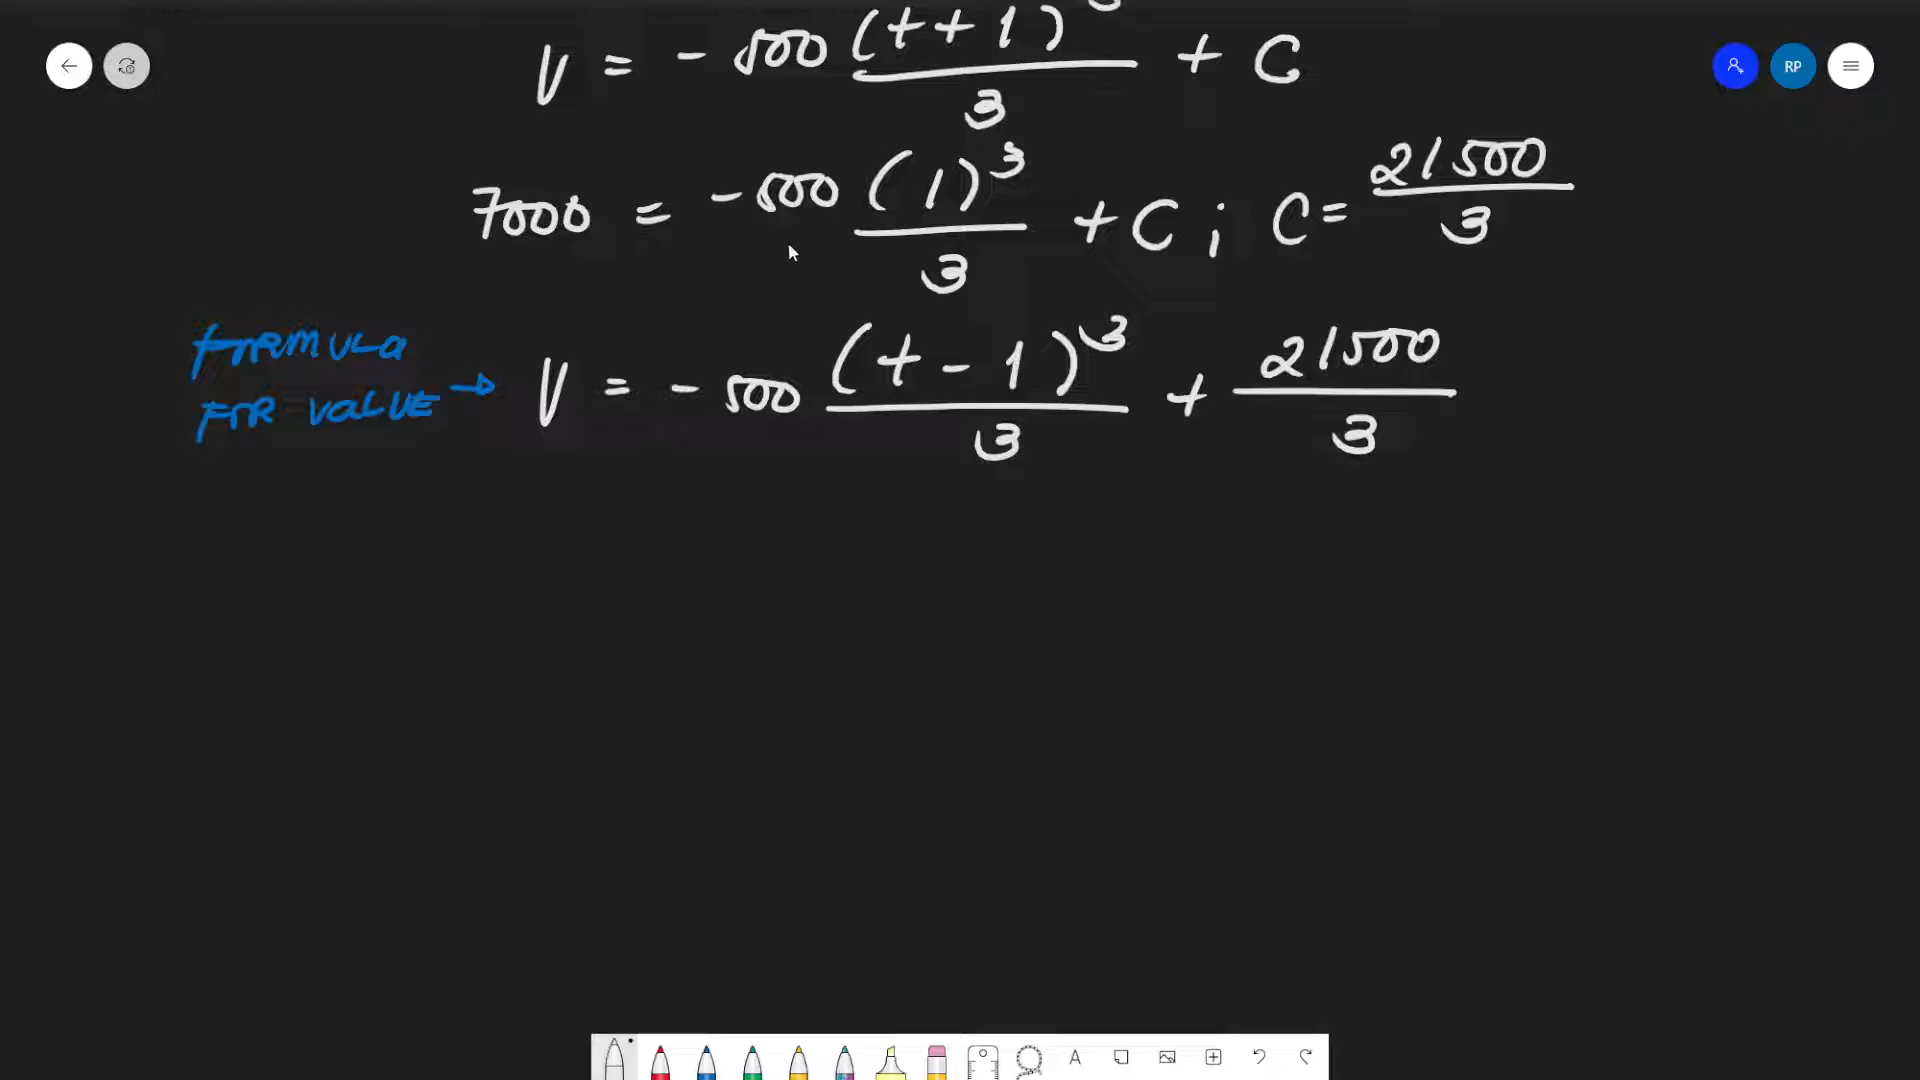 RP
V = - 500 (t + 1)^3 / 3 + C
7000 = - 500 (1)^3 / 3 + C ; C = 21500 / 3
FORMULA
FOR VALUE → V = - 500 (t - 1)^3 / 3 + 21500 / 3
A